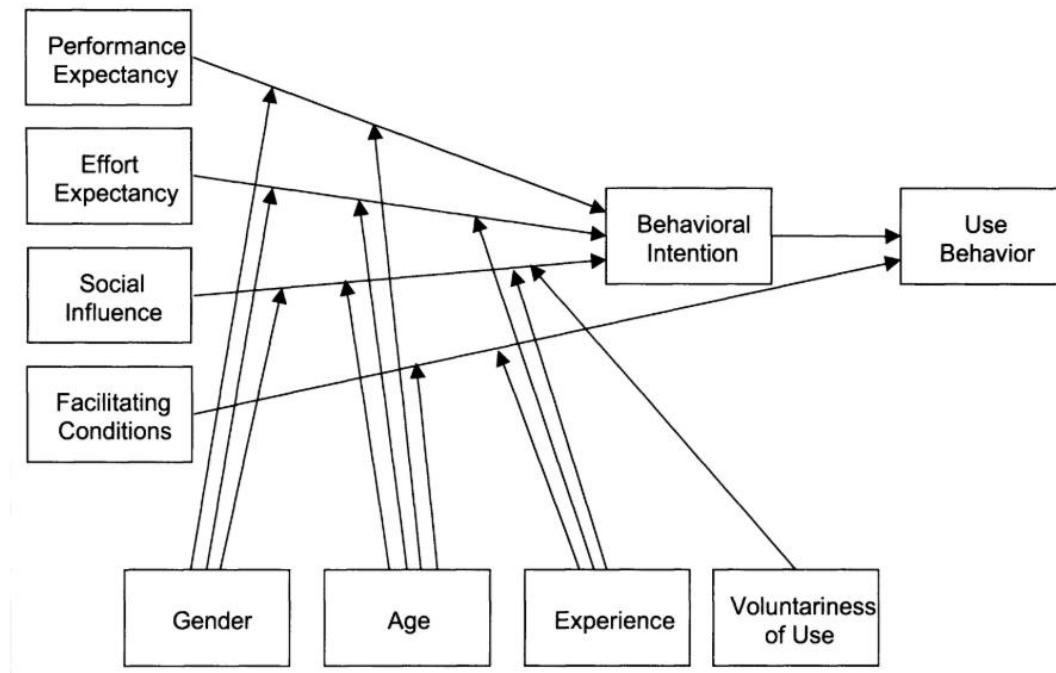 Performance
Expectancy
Effort
Expectancy
Social
Influence
Facilitating
Conditions
Behavioral
Intention
Use
Behavior
Gender
Age
Experience
Voluntariness
of Use